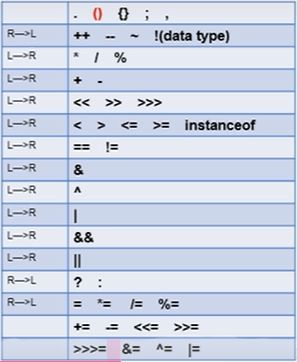 . () {} ; ,
R—>L ++ -- ~ !(data type)
L—>R * / %
L—>R + -
L—>R << >> >>>
L—>R < > <= >= instanceof
L—>R == !=
L—>R &
L—>R ^
L—>R |
L—>R &&
L—>R ||
R—>L ? :
R—>L = *= /= %=
+= -= <<= >>=
>>>= &= ^= |=